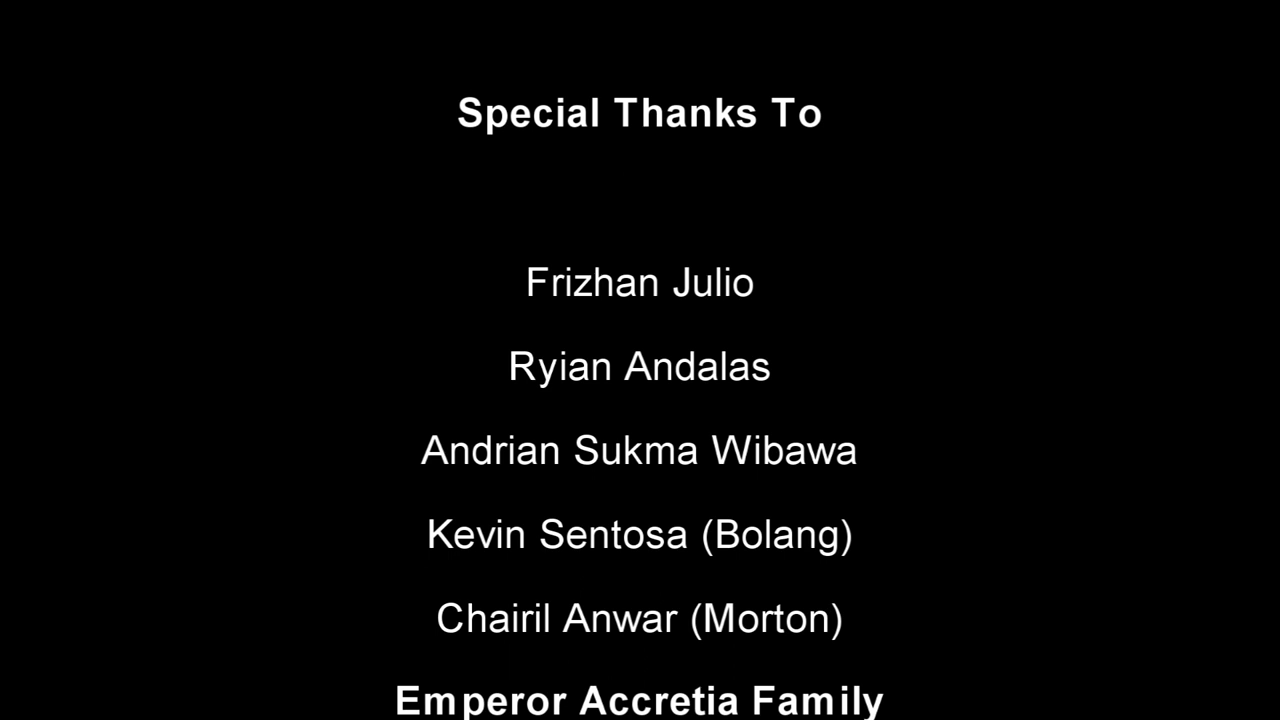 Special Thanks To
Frizhan Julio
Ryian Andalas
Andrian Sukma Wibawa
Kevin Sentosa (Bolang)
Chairil Anwar (Morton)
Emperor Accretia Family